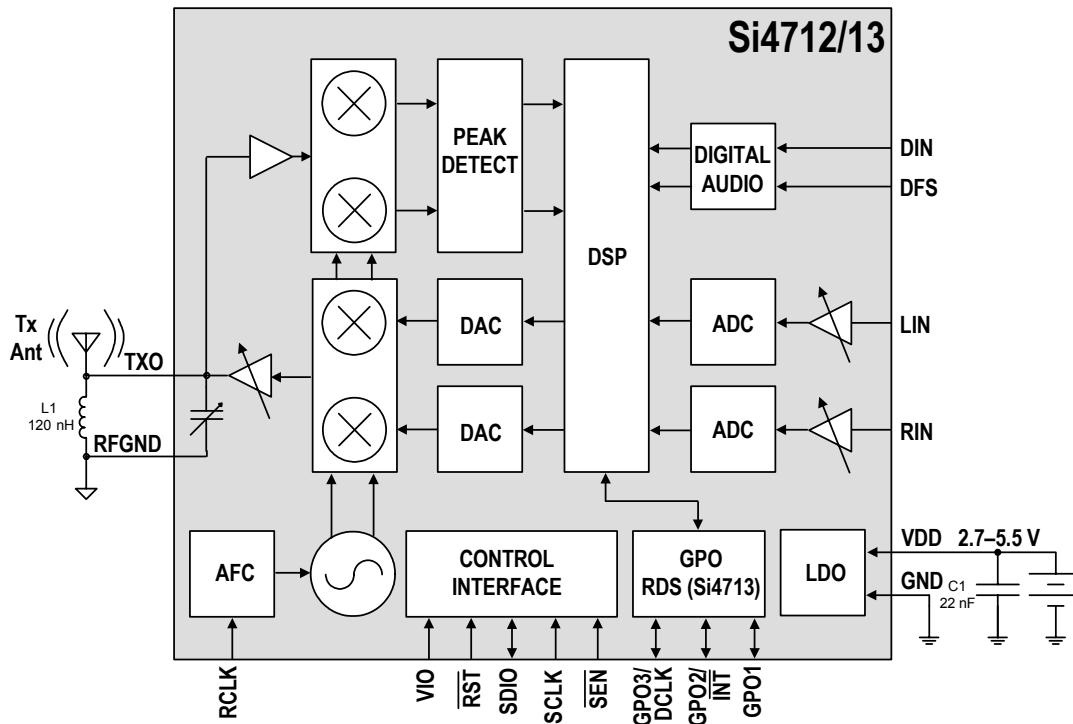 Si4712/13
PEAK
DETECT
DIGITAL
AUDIO
DIN
DFS
DSP
Tx
Ant
TXO
DAC
ADC
LIN
L1
120 nH
RFGND
DAC
ADC
RIN
AFC
CONTROL
INTERFACE
GPO
RDS (Si4713)
LDO
VDD 2.7–5.5 V
GND
C1
22 nF
RCLK
VIO
RST
SDIO
SCLK
SEN
GPO3/
DCLK
GPO2/
INT
GPO1